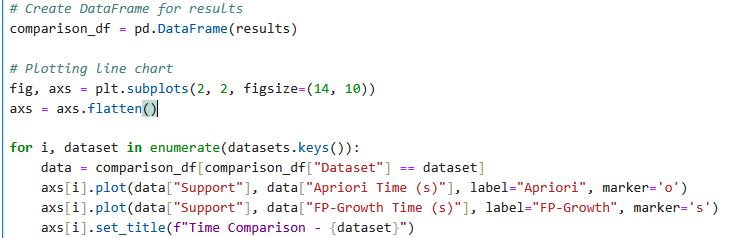 # Create DataFrame for results
comparison_df = pd.DataFrame(results)
# Plotting line chart
fig, axs = plt.subplots(2, 2, figsize=(14, 10))
axs = axs.flatten()
for i, dataset in enumerate(datasets.keys()):
    data = comparison_df[comparison_df["Dataset"] == dataset]
    axs[i].plot(data["Support"], data["Apriori Time (s)"], label="Apriori", marker='o')
    axs[i].plot(data["Support"], data["FP-Growth Time (s)"], label="FP-Growth", marker='s')
    axs[i].set_title(f"Time Comparison - {dataset}")